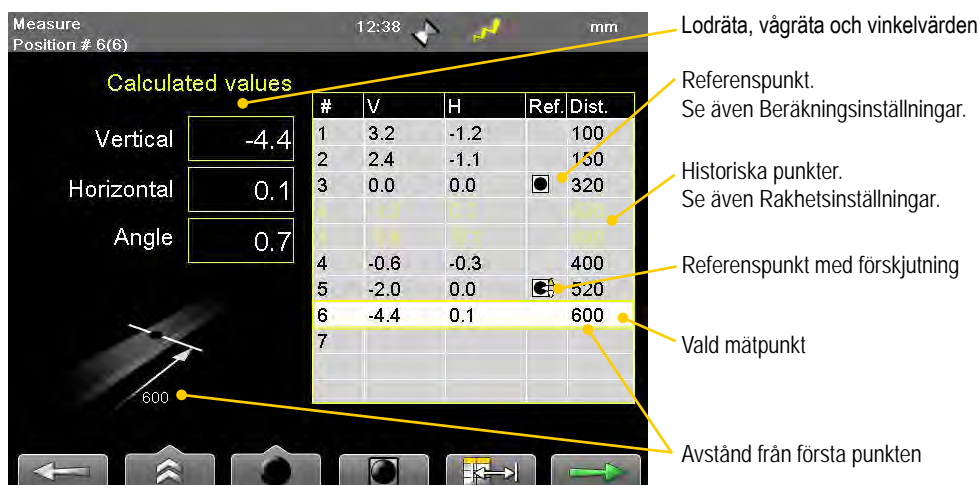 Measure
Position # 6(6)
12:38
mm
Calculated values
Vertical -4.4
Horizontal 0.1
Angle 0.7
600
# V H Ref. Dist.
1 3.2 -1.2 100
2 2.4 -1.1 150
3 0.0 0.0 320
4 -0.6 -0.3 400
5 -2.0 0.0 520
6 -4.4 0.1 600
7
Lodräta, vågräta och vinkelvärden
Referenspunkt.
Se även Beräkningsinställningar.
Historiska punkter.
Se även Rakhetsinställningar.
Referenspunkt med förskjutning
Vald mätpunkt
Avstånd från första punkten